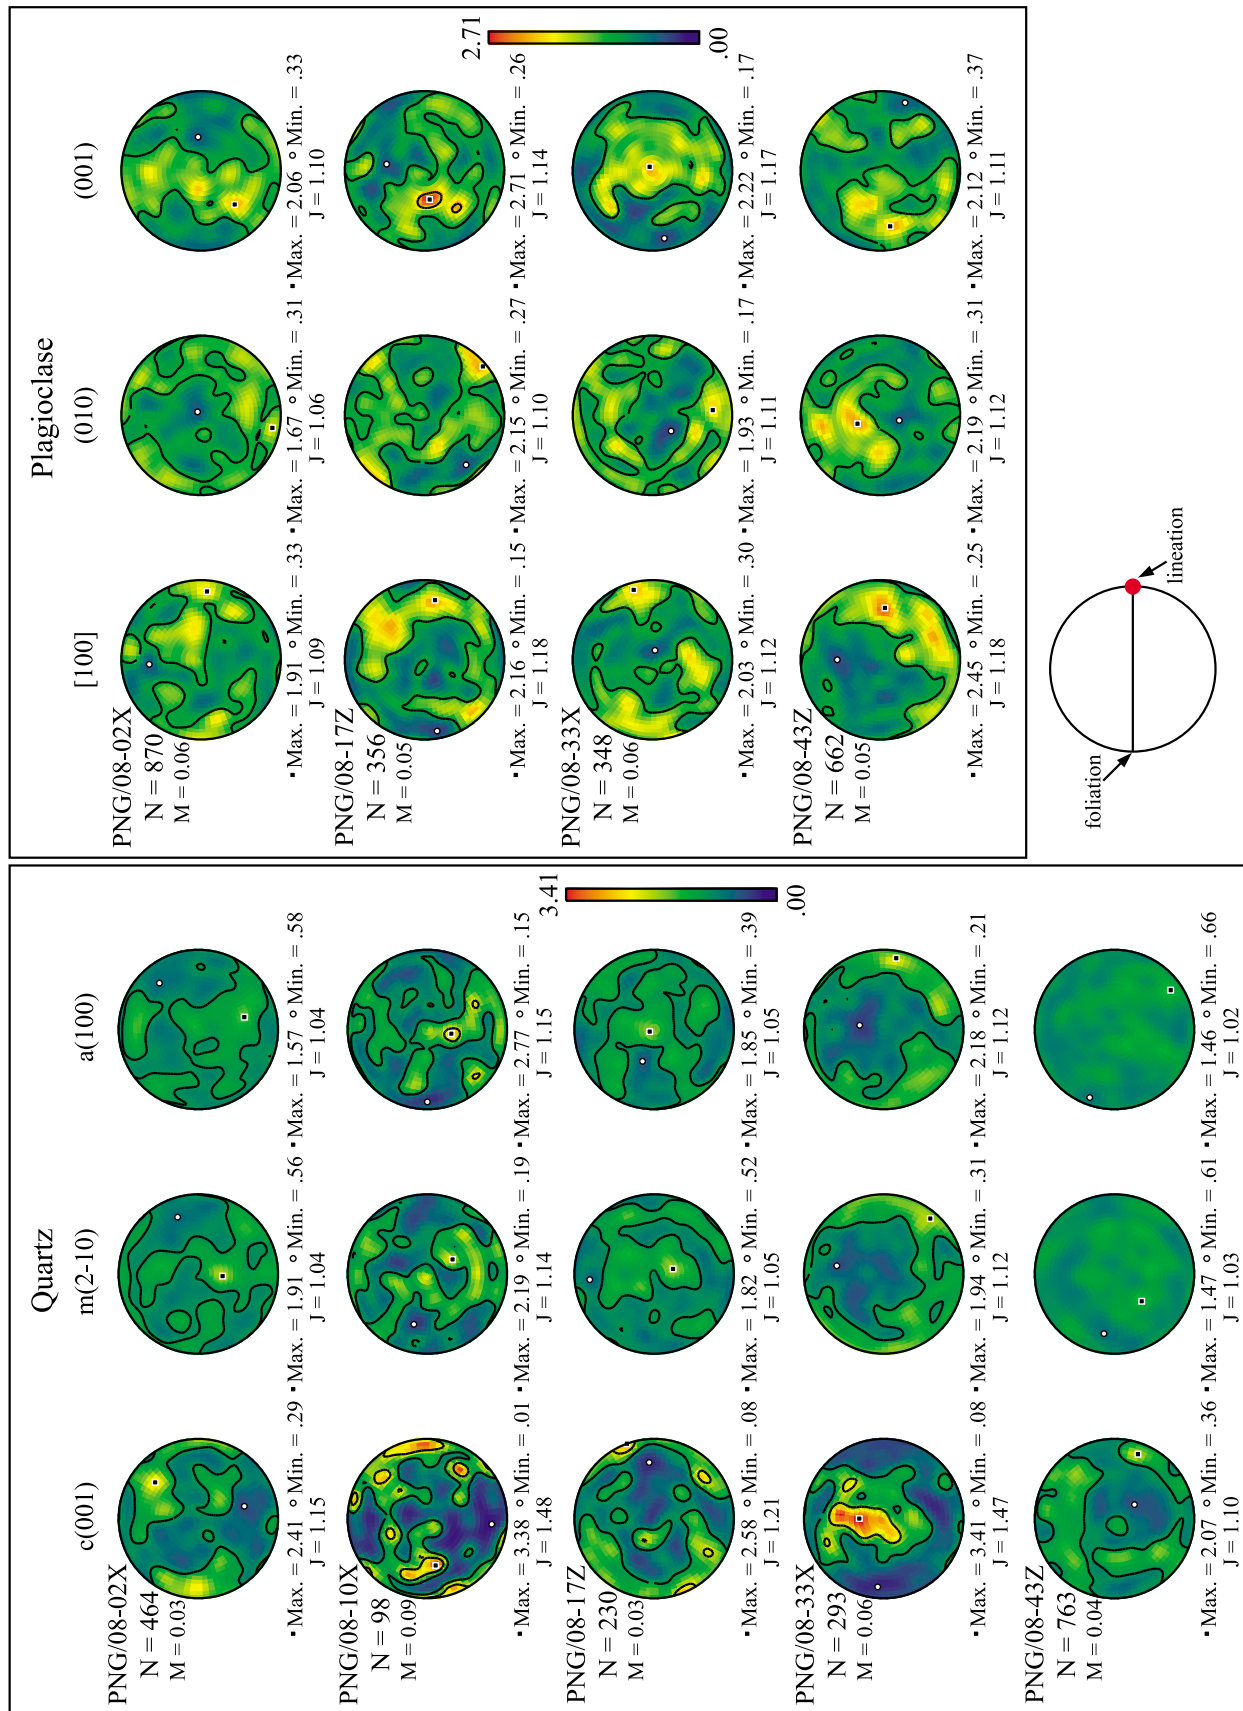 Quartz
c(001) m(2-10) a(100)
PNG/08-02X
N = 464
M = 0.03
▪ Max. = 2.41 ° Min. = .29 ▪ Max. = 1.91 ° Min. = .56 ▪ Max. = 1.57 ° Min. = .58
J = 1.15 J = 1.04 J = 1.04
PNG/08-10X
N = 98
M = 0.09
▪ Max. = 3.38 ° Min. = .01 ▪ Max. = 2.19 ° Min. = .19 ▪ Max. = 2.77 ° Min. = .15
J = 1.48 J = 1.14 J = 1.15
3.41
.00
PNG/08-17Z
N = 230
M = 0.03
▪ Max. = 2.58 ° Min. = .08 ▪ Max. = 1.82 ° Min. = .52 ▪ Max. = 1.85 ° Min. = .39
J = 1.21 J = 1.05 J = 1.05
PNG/08-33X
N = 293
M = 0.06
▪ Max. = 3.41 ° Min. = .08 ▪ Max. = 1.94 ° Min. = .31 ▪ Max. = 2.18 ° Min. = .21
J = 1.47 J = 1.12 J = 1.12
PNG/08-43Z
N = 763
M = 0.04
▪ Max. = 2.07 ° Min. = .36 ▪ Max. = 1.47 ° Min. = .61 ▪ Max. = 1.46 ° Min. = .66
J = 1.10 J = 1.03 J = 1.02
Plagioclase
[100] (010) (001)
PNG/08-02X
N = 870
M = 0.06
▪ Max. = 1.91 ° Min. = .33 ▪ Max. = 1.67 ° Min. = .31 ▪ Max. = 2.06 ° Min. = .33
J = 1.09 J = 1.06 J = 1.10
PNG/08-17Z
N = 356
M = 0.05
▪ Max. = 2.16 ° Min. = .15 ▪ Max. = 2.15 ° Min. = .27 ▪ Max. = 2.71 ° Min. = .26
J = 1.18 J = 1.10 J = 1.14
2.71
.00
PNG/08-33X
N = 348
M = 0.06
▪ Max. = 2.03 ° Min. = .30 ▪ Max. = 1.93 ° Min. = .17 ▪ Max. = 2.22 ° Min. = .17
J = 1.12 J = 1.11 J = 1.17
PNG/08-43Z
N = 662
M = 0.05
▪ Max. = 2.45 ° Min. = .25 ▪ Max. = 2.19 ° Min. = .31 ▪ Max. = 2.12 ° Min. = .37
J = 1.18 J = 1.12 J = 1.11
foliation
lineation